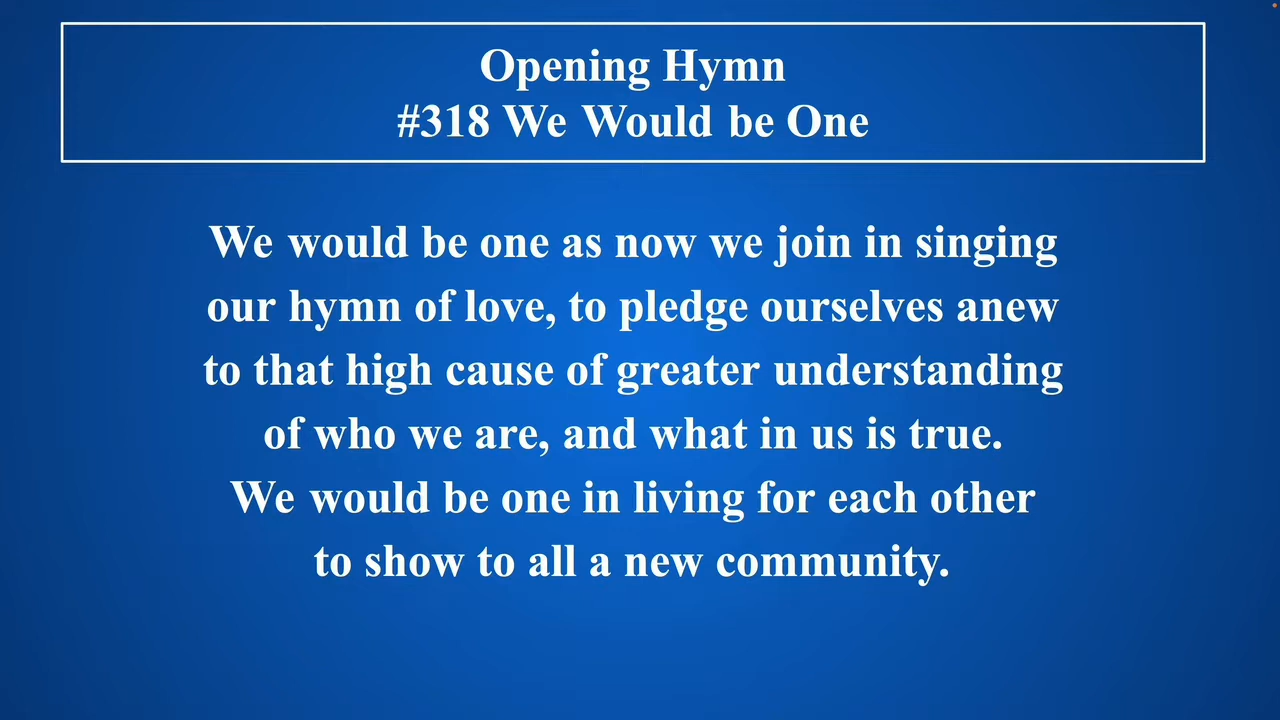 Opening Hymn
#318 We Would be One
We would be one as now we join in singing
our hymn of love, to pledge ourselves anew
to that high cause of greater understanding
of who we are, and what in us is true.
We would be one in living for each other
to show to all a new community.